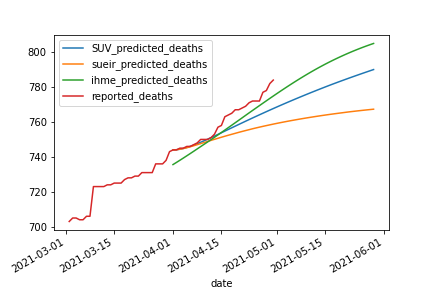 SUV_predicted_deaths
sueir_predicted_deaths
ihme_predicted_deaths
reported_deaths
800
780
760
740
720
700
2021-03-01
2021-03-15
2021-04-01
2021-04-15
2021-05-01
2021-05-15
2021-06-01
date